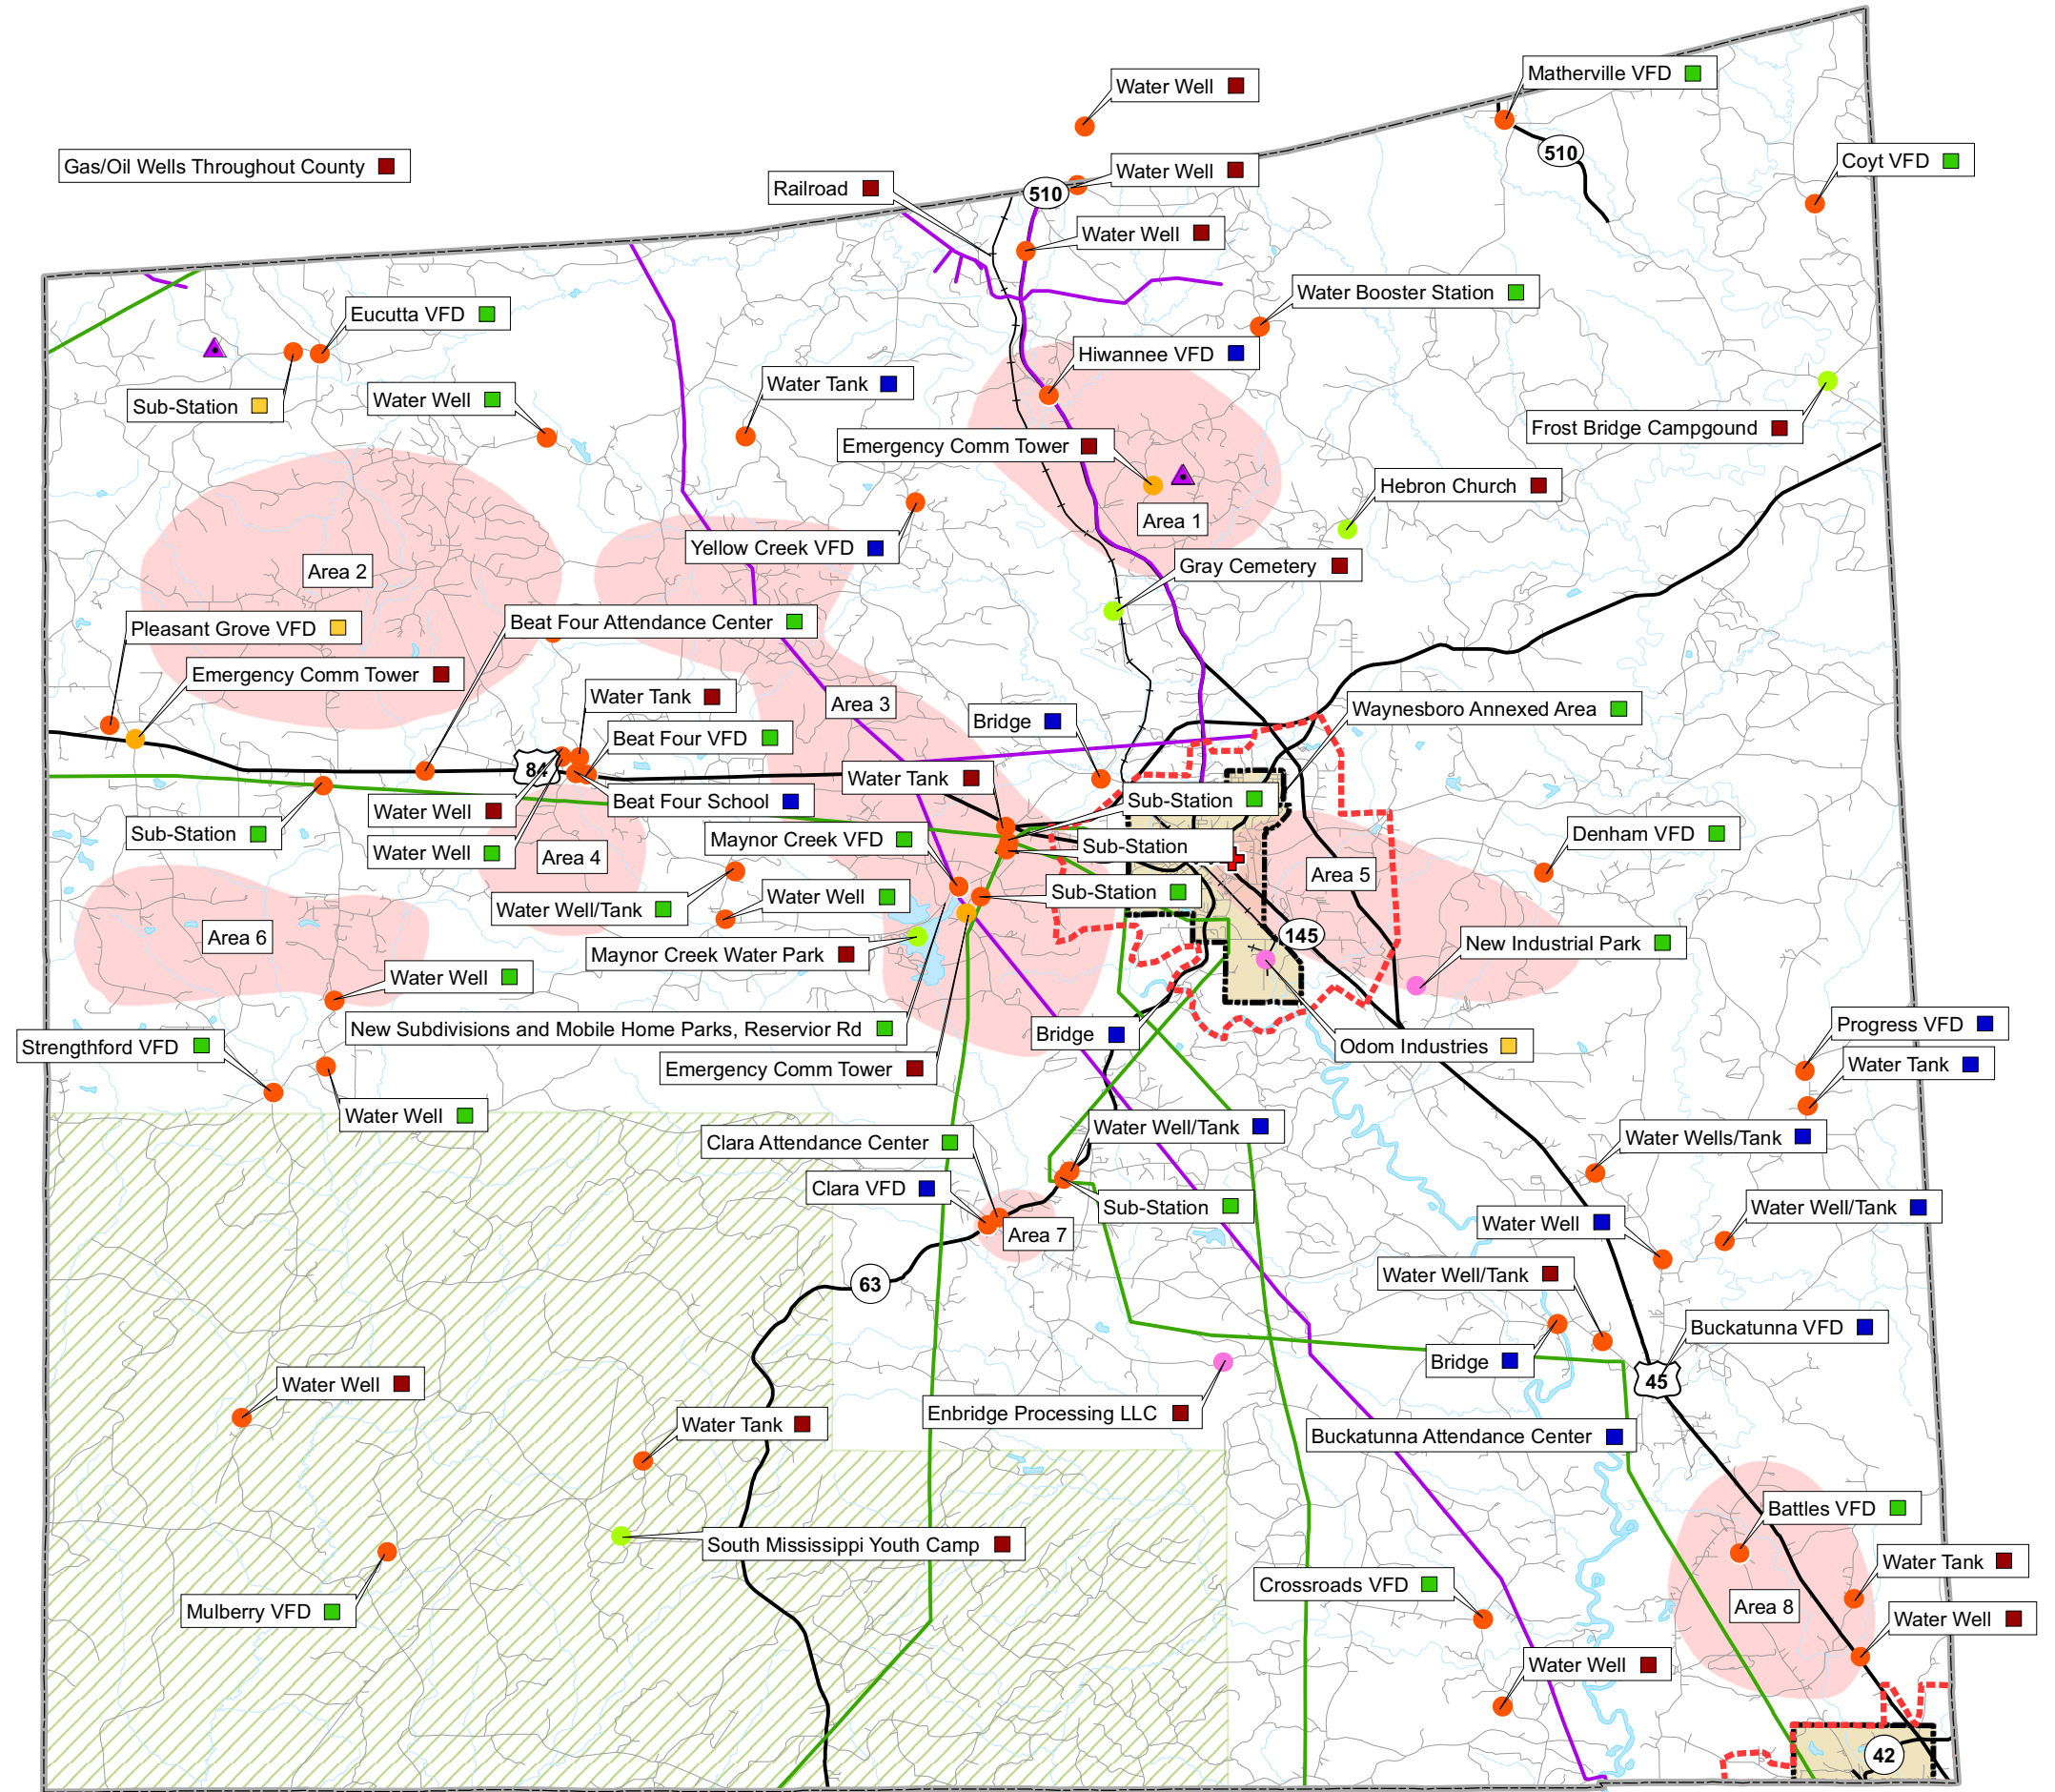 Matherville VFD
Water Well
510
Coyt VFD
Gas/Oil Wells Throughout County
Water Well
Railroad
510
Water Well
Water Booster Station
Eucutta VFD
Hiwannee VFD
Water Tank
Water Well
Sub-Station
Frost Bridge Campgound
Emergency Comm Tower
Hebron Church
Area 1
Yellow Creek VFD
Gray Cemetery
Area 2
Beat Four Attendance Center
Pleasant Grove VFD
Emergency Comm Tower
Water Tank
Area 3
Waynesboro Annexed Area
Bridge
Beat Four VFD
84
Water Tank
Beat Four School
Sub-Station
Water Well
Sub-Station
Maynor Creek VFD
Denham VFD
Sub-Station
Water Well
Area 4
Area 5
Sub-Station
Water Well
Water Well/Tank
145
Area 6
New Industrial Park
Maynor Creek Water Park
Water Well
Progress VFD
New Subdivisions and Mobile Home Parks, Reservior Rd
Bridge
Strengthford VFD
Odom Industries
Water Tank
Emergency Comm Tower
Water Well
Water Well/Tank
Water Wells/Tank
Clara Attendance Center
Clara VFD
Sub-Station
Water Well/Tank
Water Well
Area 7
Water Well/Tank
63
Buckatunna VFD
Bridge
45
Water Well
Enbridge Processing LLC
Water Tank
Buckatunna Attendance Center
Battles VFD
South Mississippi Youth Camp
Water Tank
Crossroads VFD
Area 8
Mulberry VFD
Water Well
Water Well
42